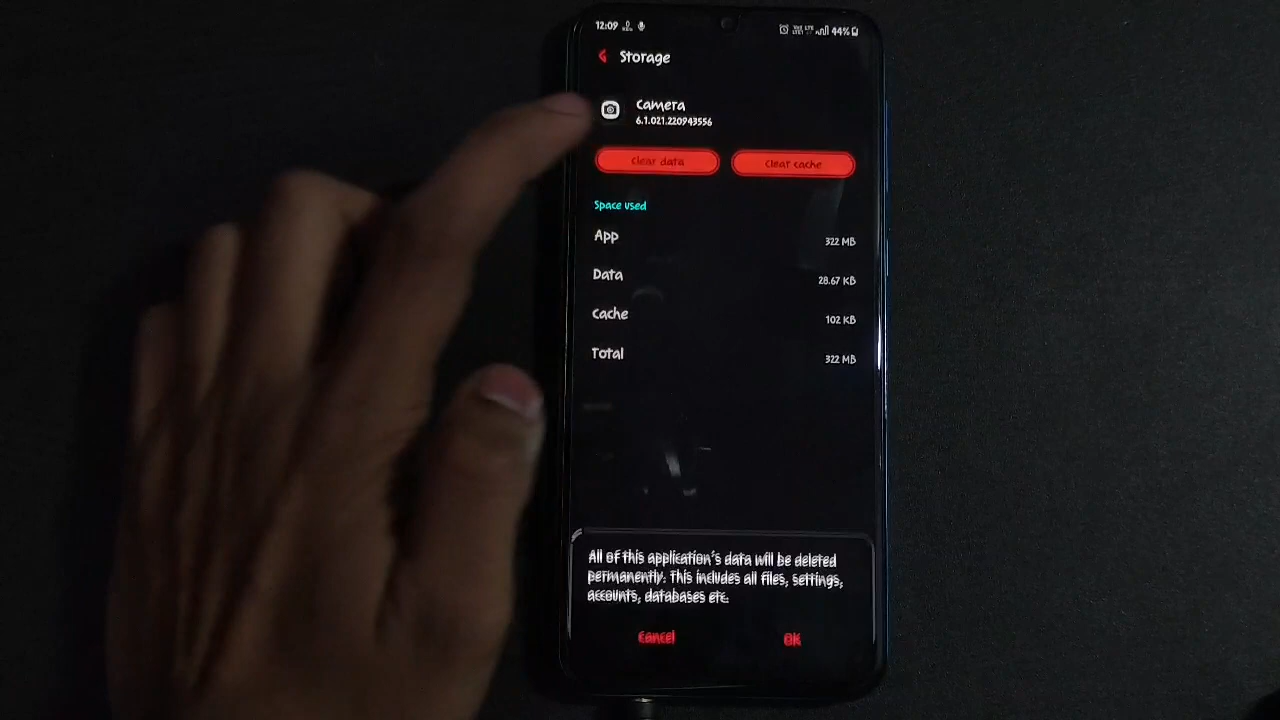 12:09 44%
Storage
Camera
6.1.021.220943556
Clear data Clear cache
Space used
App 322 MB
Data 28.67 KB
Cache 102 KB
Total 322 MB
All of this application's data will be deleted
permanently. This includes all files, settings,
accounts, databases etc.
Cancel OK